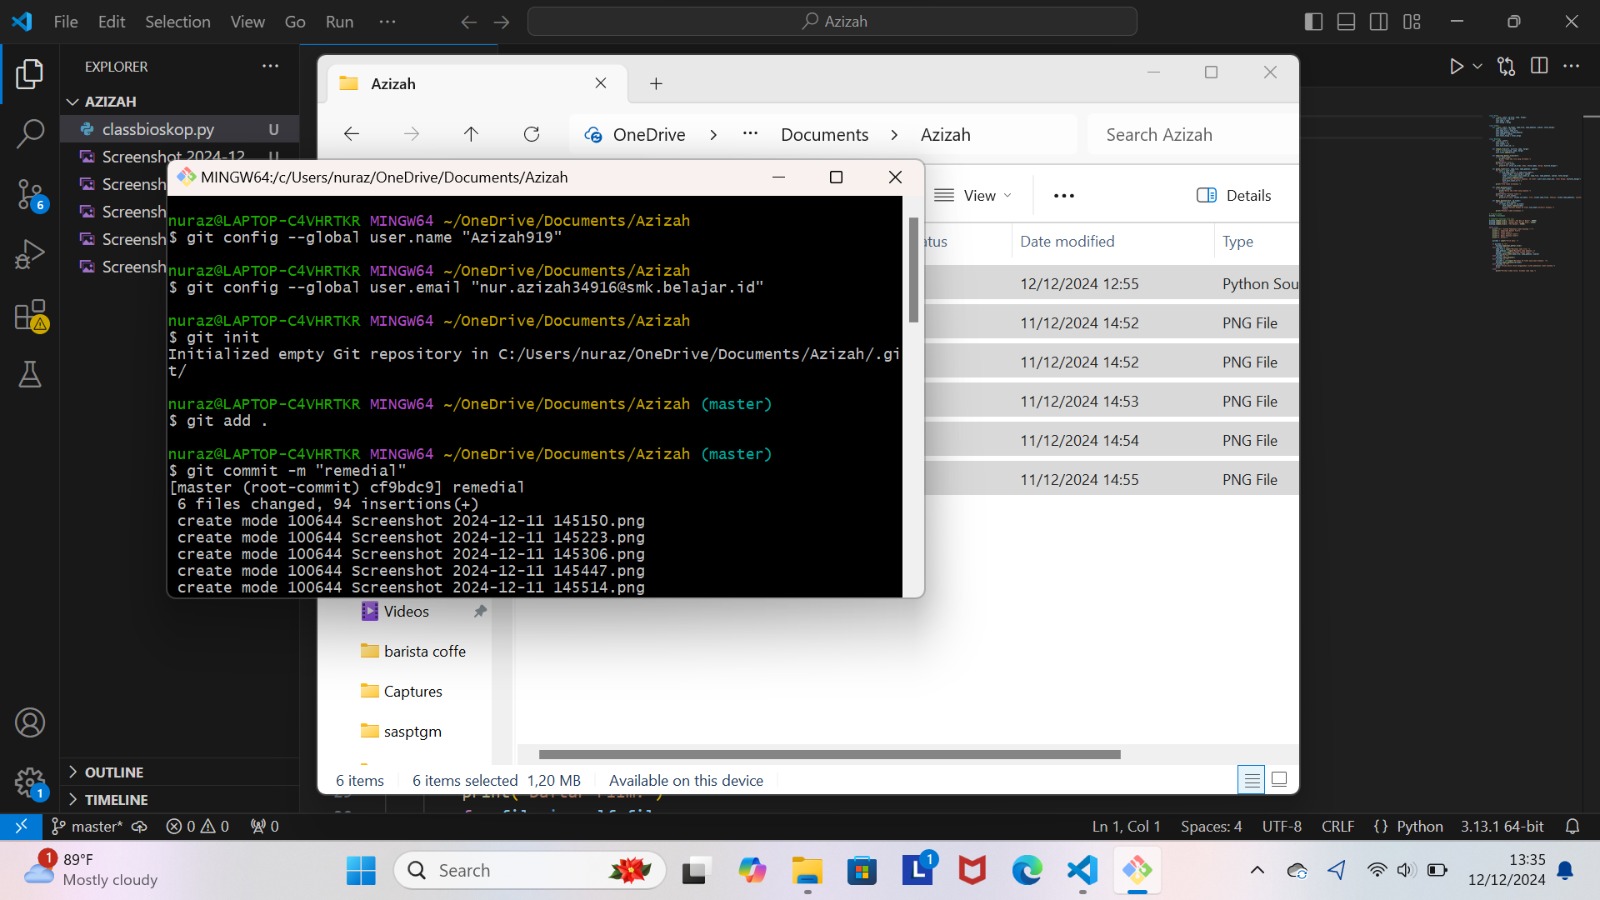 File Edit Selection View Go Run ···
Azizah
EXPLORER
AZIZAH
classbioskop.py U
Screenshot 2024-12... U
Screensh
Screensh
Screensh
Screensh
6
1
OUTLINE
TIMELINE
Azizah
OneDrive > ··· Documents > Azizah
Search Azizah
View
Details
atus Date modified Type
12/12/2024 12:55 Python Sou
11/12/2024 14:52 PNG File
11/12/2024 14:52 PNG File
11/12/2024 14:53 PNG File
11/12/2024 14:54 PNG File
11/12/2024 14:55 PNG File
MINGW64:/c/Users/nuraz/OneDrive/Documents/Azizah
nuraz@LAPTOP-C4VHRTKR MINGW64 ~/OneDrive/Documents/Azizah
$ git config --global user.name "Azizah919"
nuraz@LAPTOP-C4VHRTKR MINGW64 ~/OneDrive/Documents/Azizah
$ git config --global user.email "nur.azizah34916@smk.belajar.id"
nuraz@LAPTOP-C4VHRTKR MINGW64 ~/OneDrive/Documents/Azizah
$ git init
Initialized empty Git repository in C:/Users/nuraz/OneDrive/Documents/Azizah/.gi
t/
nuraz@LAPTOP-C4VHRTKR MINGW64 ~/OneDrive/Documents/Azizah (master)
$ git add .
nuraz@LAPTOP-C4VHRTKR MINGW64 ~/OneDrive/Documents/Azizah (master)
$ git commit -m "remedial"
[master (root-commit) cf9bdc9] remedial
6 files changed, 94 insertions(+)
create mode 100644 Screenshot 2024-12-11 145150.png
create mode 100644 Screenshot 2024-12-11 145223.png
create mode 100644 Screenshot 2024-12-11 145306.png
create mode 100644 Screenshot 2024-12-11 145447.png
create mode 100644 Screenshot 2024-12-11 145514.png
Videos
barista coffe
Captures
sasptgm
6 items 6 items selected 1,20 MB Available on this device
master* 0 0 0
Ln 1, Col 1 Spaces: 4 UTF-8 CRLF {} Python 3.13.1 64-bit
1
89°F
Mostly cloudy
Search
1
13:35
12/12/2024